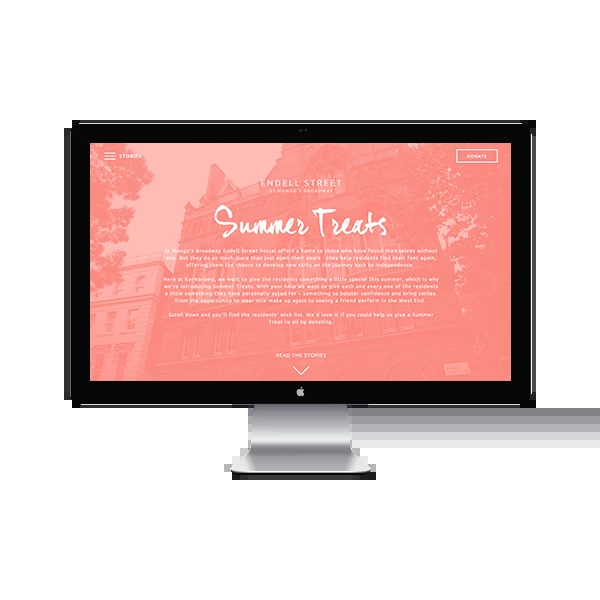 STORIES
DONATE
ENDELL STREET
ST MUNGO'S BROADWAY
Summer Treats
St Mungo's Broadway Endell Street hostel offers a home to those who have found themselves without
one. But they do so much more than just open their doors - they help residents find their feet again,
offering them the chance to develop new skills on the journey back to independence.
Here at Karmarama, we want to give the residents something a little special this summer, which is why
we're introducing Summer Treats. With your help we want to give each and every one of the residents
a little something they have personally asked for - something to bolster confidence and bring smiles.
From the opportunity to wear nice make up again to seeing a friend perform in the West End.
Scroll down and you'll find the residents' wish list. We'd love it if you could help us give a Summer
Treat to all by donating.
READ THE STORIES